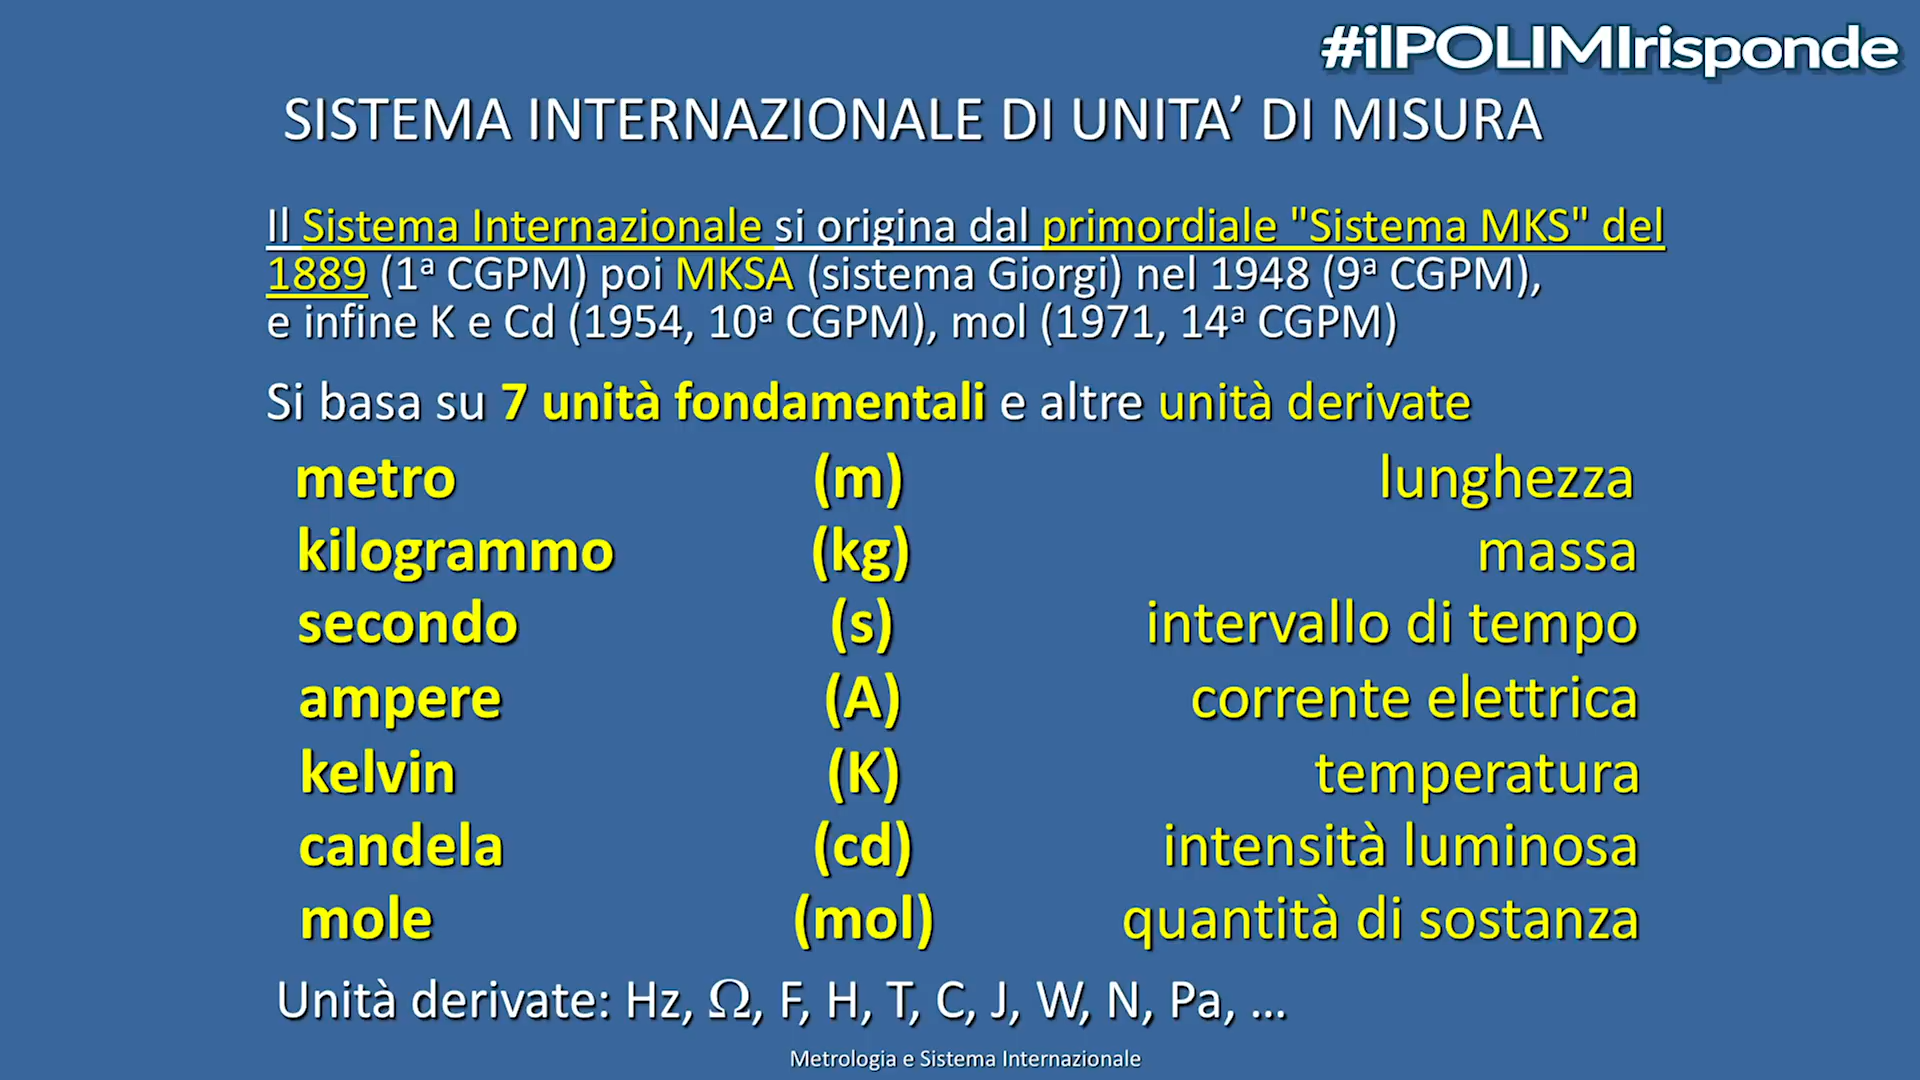 #ilPOLIMIrisponde
SISTEMA INTERNAZIONALE DI UNITA’ DI MISURA
Il Sistema Internazionale si origina dal primordiale "Sistema MKS" del
1889 (1ª CGPM) poi MKSA (sistema Giorgi) nel 1948 (9ª CGPM),
e infine K e Cd (1954, 10ª CGPM), mol (1971, 14ª CGPM)
Si basa su 7 unità fondamentali e altre unità derivate
metro (m) lunghezza
kilogrammo (kg) massa
secondo (s) intervallo di tempo
ampere (A) corrente elettrica
kelvin (K) temperatura
candela (cd) intensità luminosa
mole (mol) quantità di sostanza
Unità derivate: Hz, Ω, F, H, T, C, J, W, N, Pa, ...
Metrologia e Sistema Internazionale